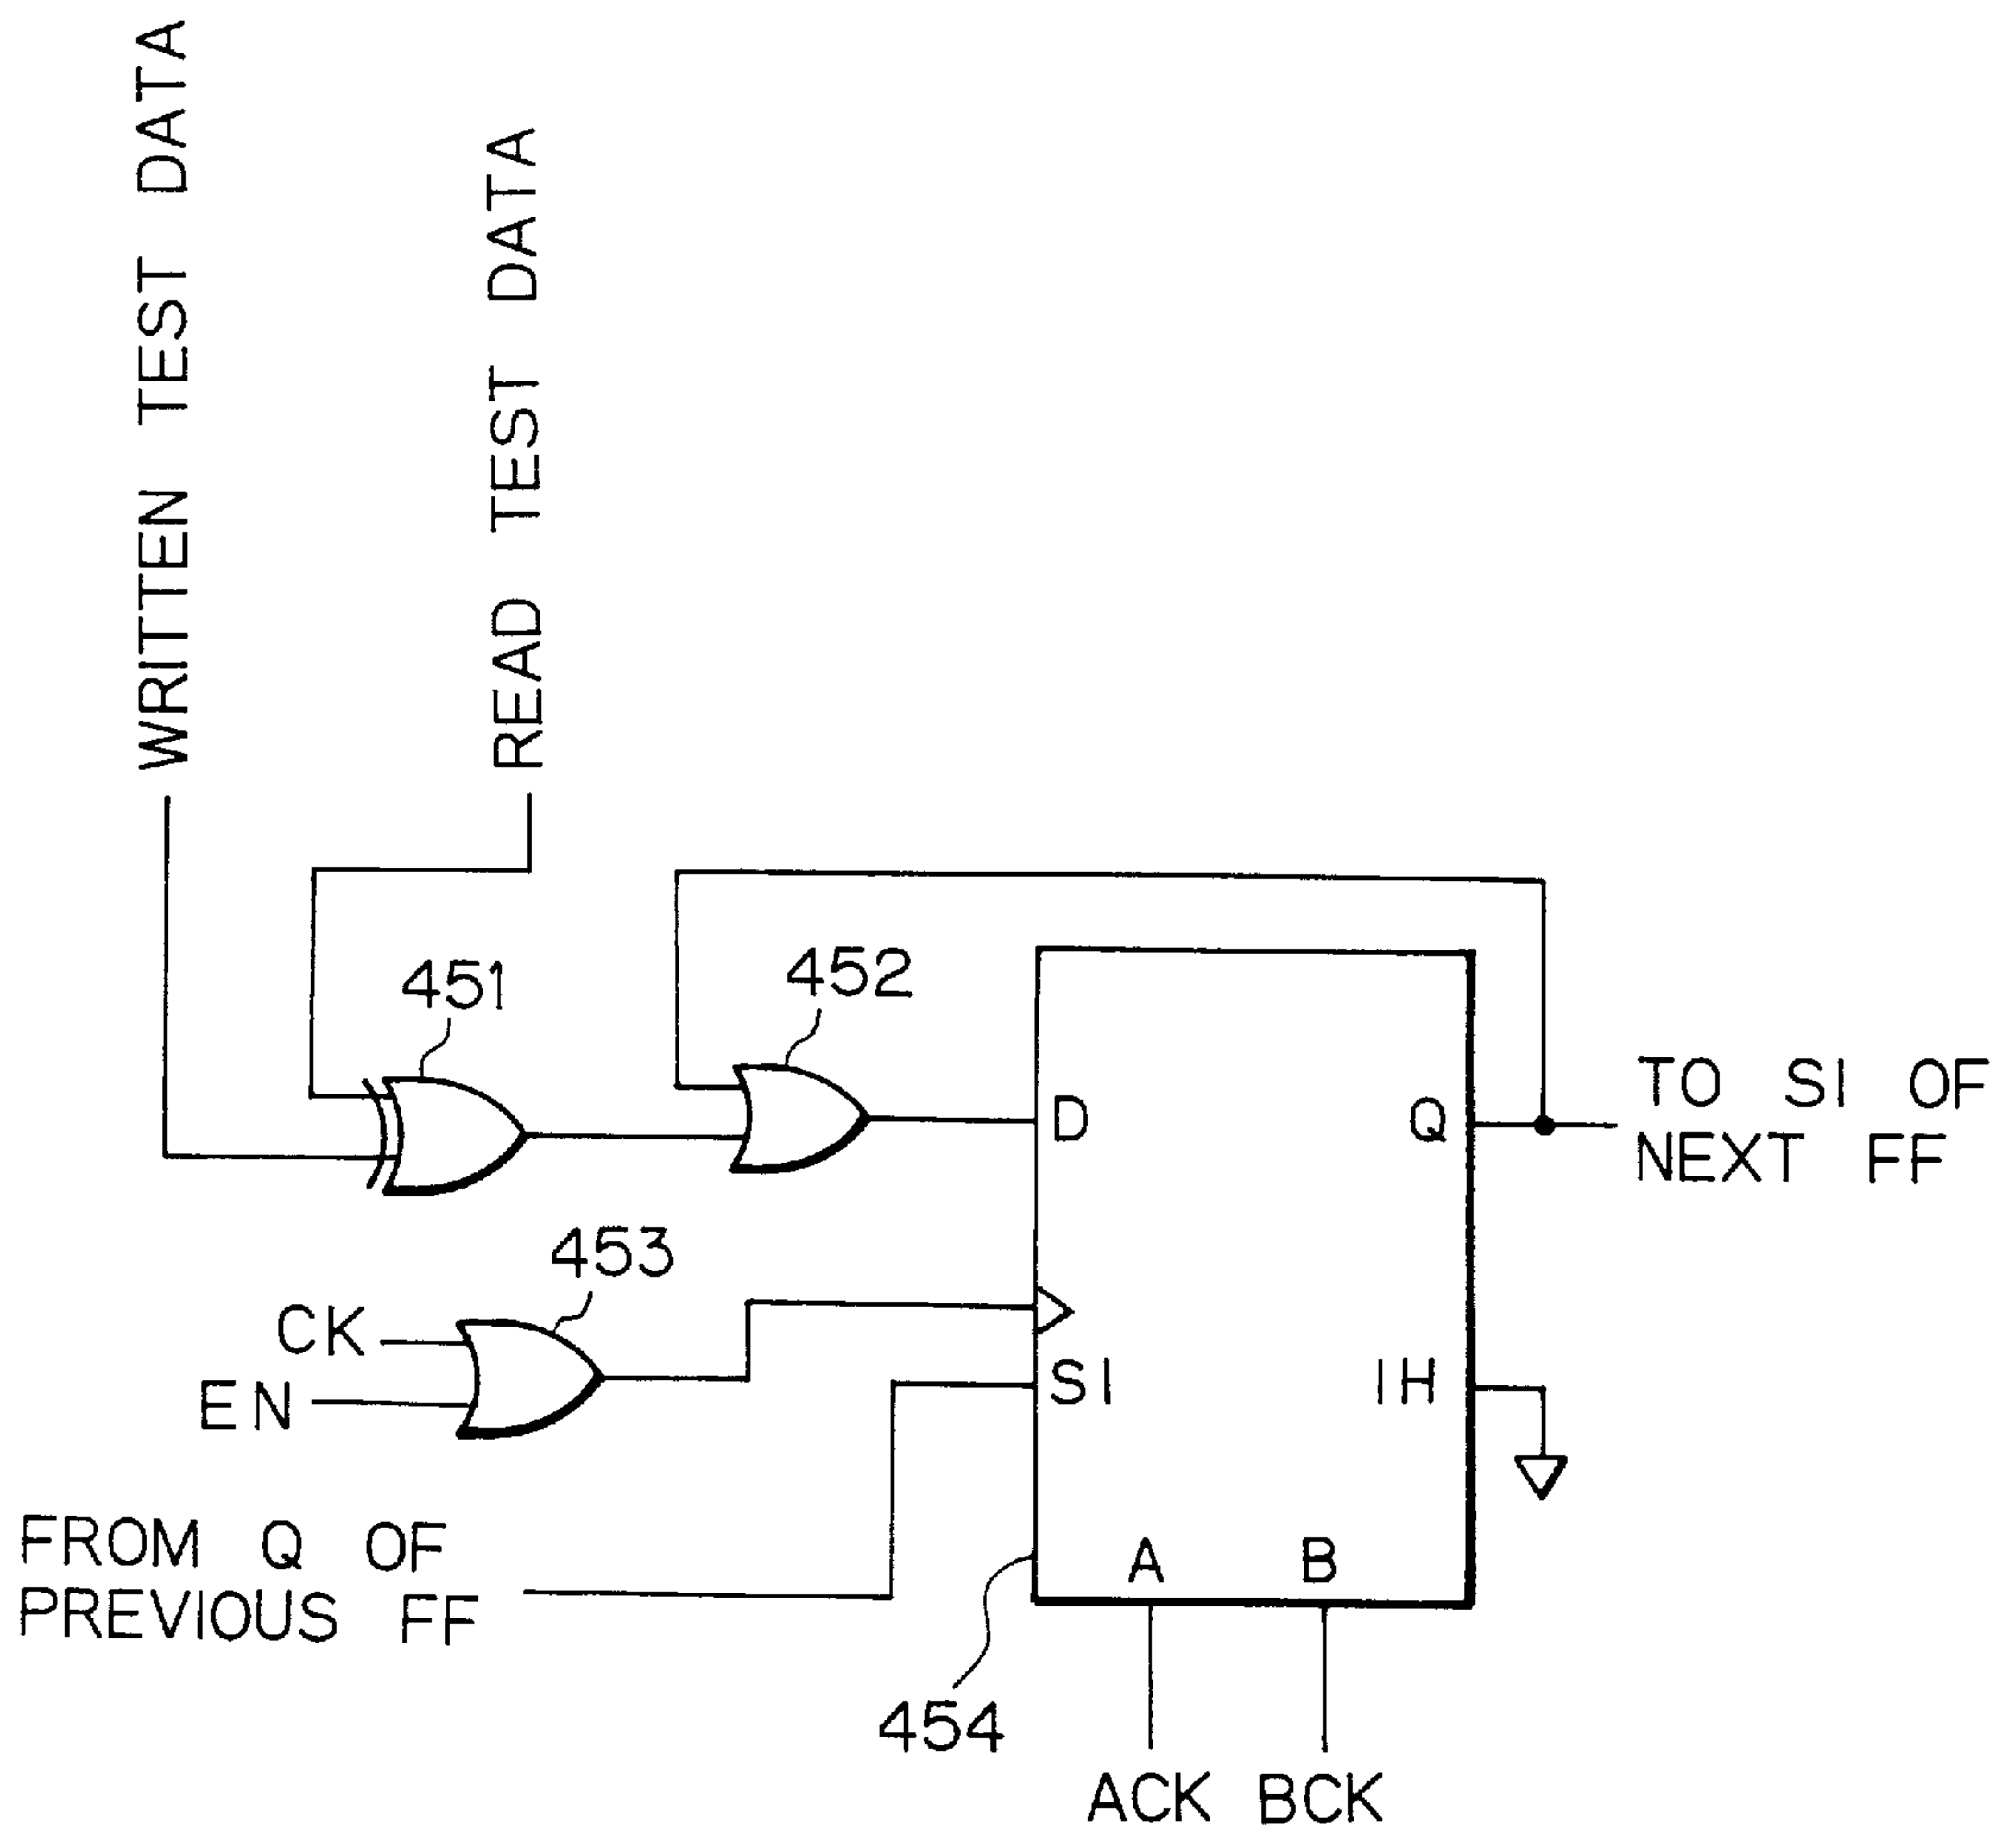 WRITTEN TEST DATA
READ TEST DATA
451
452
D
Q
TO SI OF
NEXT FF
453
CK
EN
SI
IH
FROM Q OF
PREVIOUS FF
A
B
454
ACK
BCK